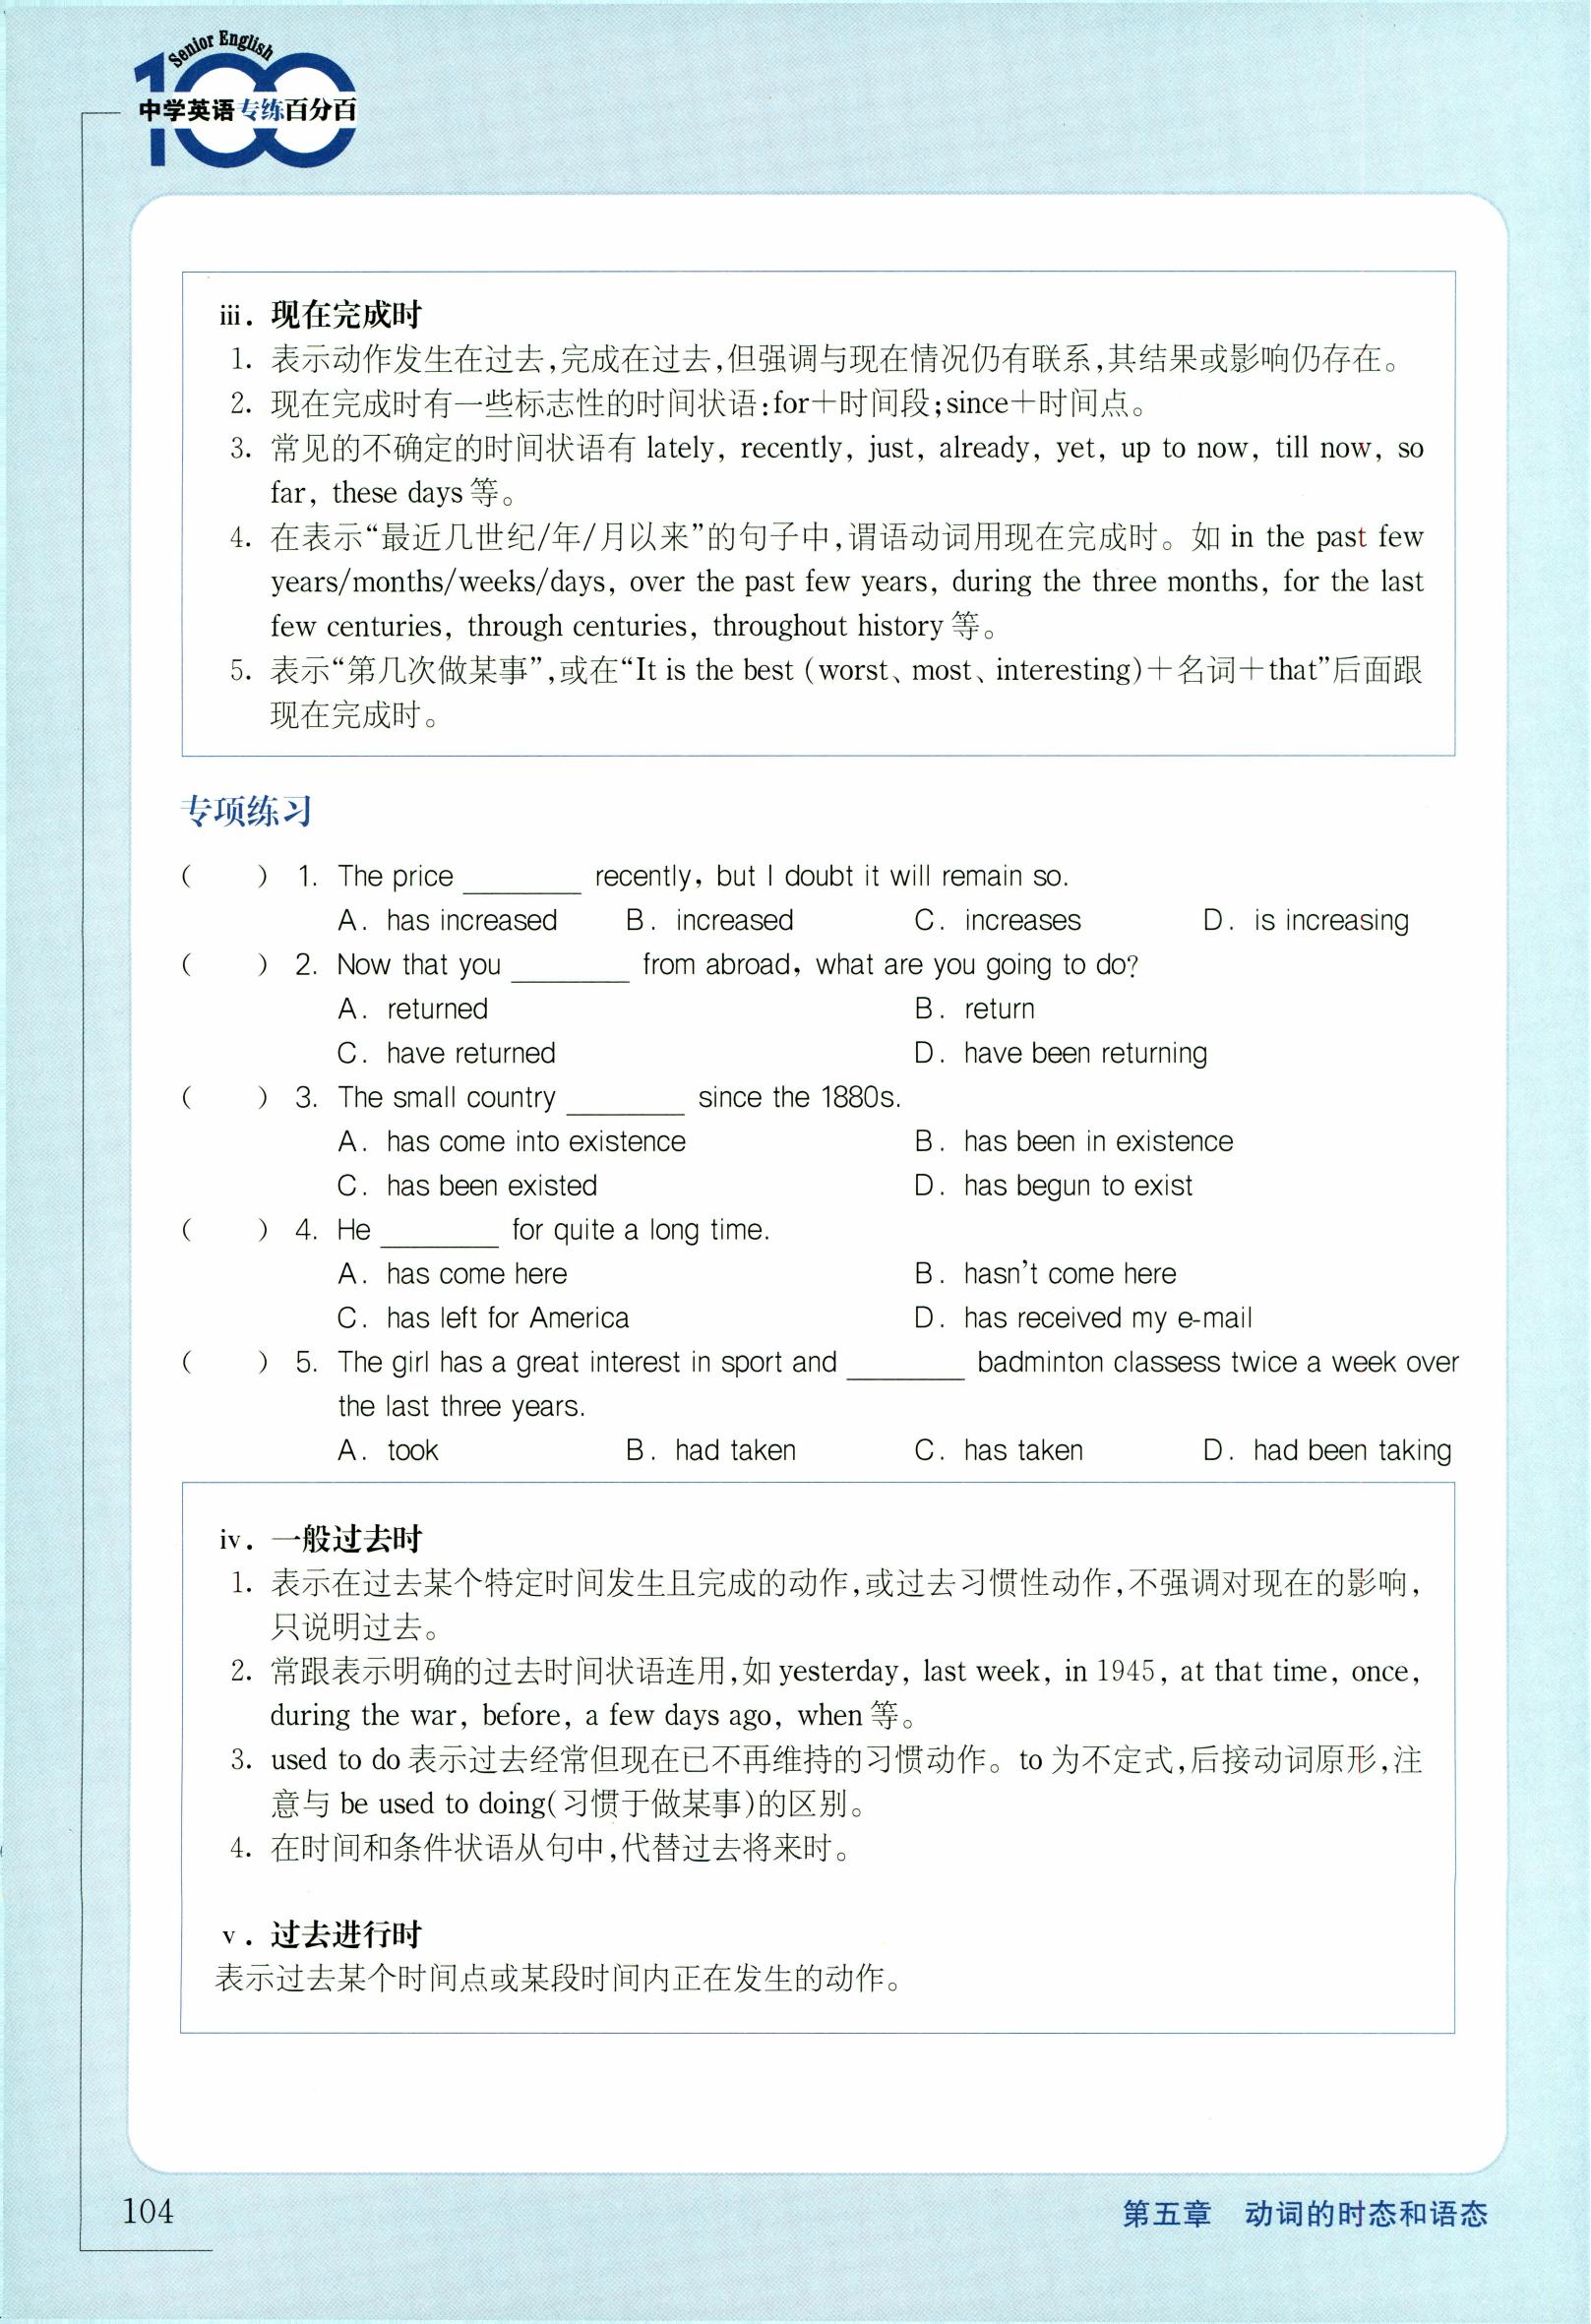 Senior English
100
中学英语专练百分百
iii. 现在完成时
1. 表示动作发生在过去,完成在过去,但强调与现在情况仍有联系,其结果或影响仍存在。
2. 现在完成时有一些标志性的时间状语:for+时间段;since+时间点。
3. 常见的不确定的时间状语有 lately, recently, just, already, yet, up to now, till now, so
far, these days 等。
4. 在表示“最近几世纪/年/月以来”的句子中,谓语动词用现在完成时。如 in the past few
years/months/weeks/days, over the past few years, during the three months, for the last
few centuries, through centuries, throughout history 等。
5. 表示“第几次做某事”,或在“It is the best (worst、most、interesting)+名词+that”后面跟
现在完成时。
专项练习
(    ) 1. The price ________ recently, but I doubt it will remain so.
A. has increased B. increased C. increases D. is increasing
(    ) 2. Now that you ________ from abroad, what are you going to do?
A. returned B. return
C. have returned D. have been returning
(    ) 3. The small country ________ since the 1880s.
A. has come into existence B. has been in existence
C. has been existed D. has begun to exist
(    ) 4. He ________ for quite a long time.
A. has come here B. hasn't come here
C. has left for America D. has received my e-mail
(    ) 5. The girl has a great interest in sport and ________ badminton classess twice a week over
the last three years.
A. took B. had taken C. has taken D. had been taking
iv. 一般过去时
1. 表示在过去某个特定时间发生且完成的动作,或过去习惯性动作,不强调对现在的影响,
只说明过去。
2. 常跟表示明确的过去时间状语连用,如 yesterday, last week, in 1945, at that time, once,
during the war, before, a few days ago, when 等。
3. used to do 表示过去经常但现在已不再维持的习惯动作。to 为不定式,后接动词原形,注
意与 be used to doing(习惯于做某事)的区别。
4. 在时间和条件状语从句中,代替过去将来时。
v. 过去进行时
表示过去某个时间点或某段时间内正在发生的动作。
104
第五章 动词的时态和语态